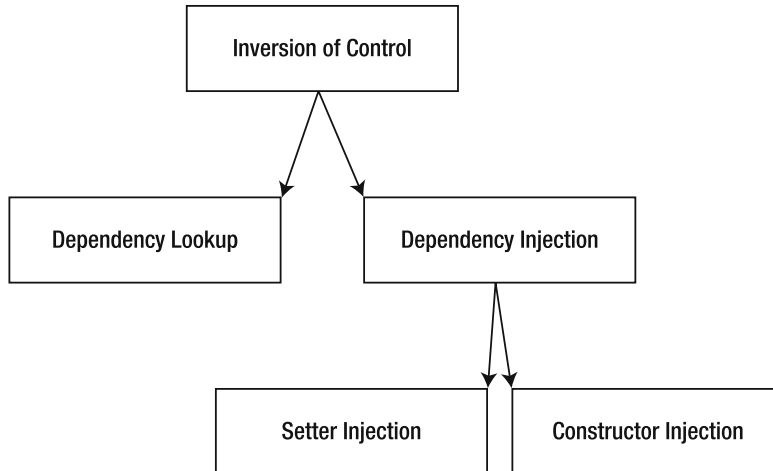 Inversion of Control
Dependency Lookup
Dependency Injection
Setter Injection
Constructor Injection